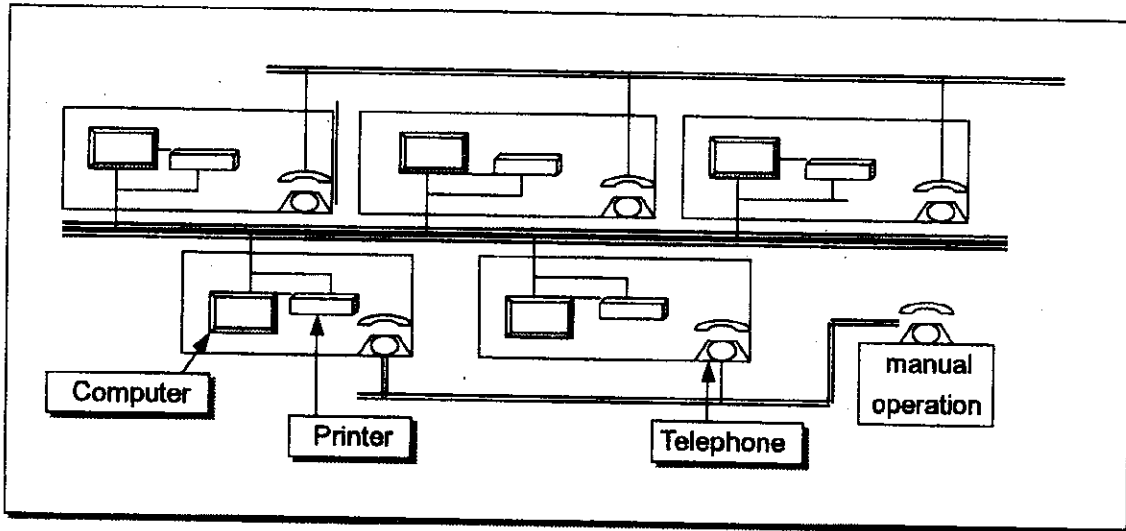 manual
operation
Computer
Printer
Telephone